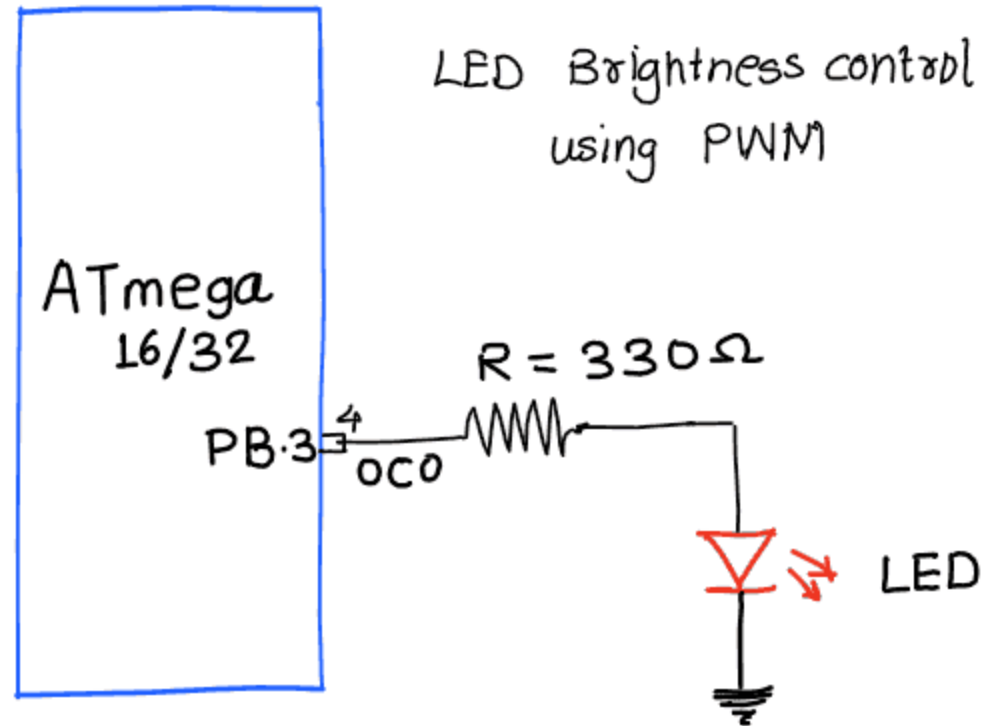 LED Brightness control
using PWM
ATmega
16/32
R = 330Ω
PB.3
4
OC0
LED